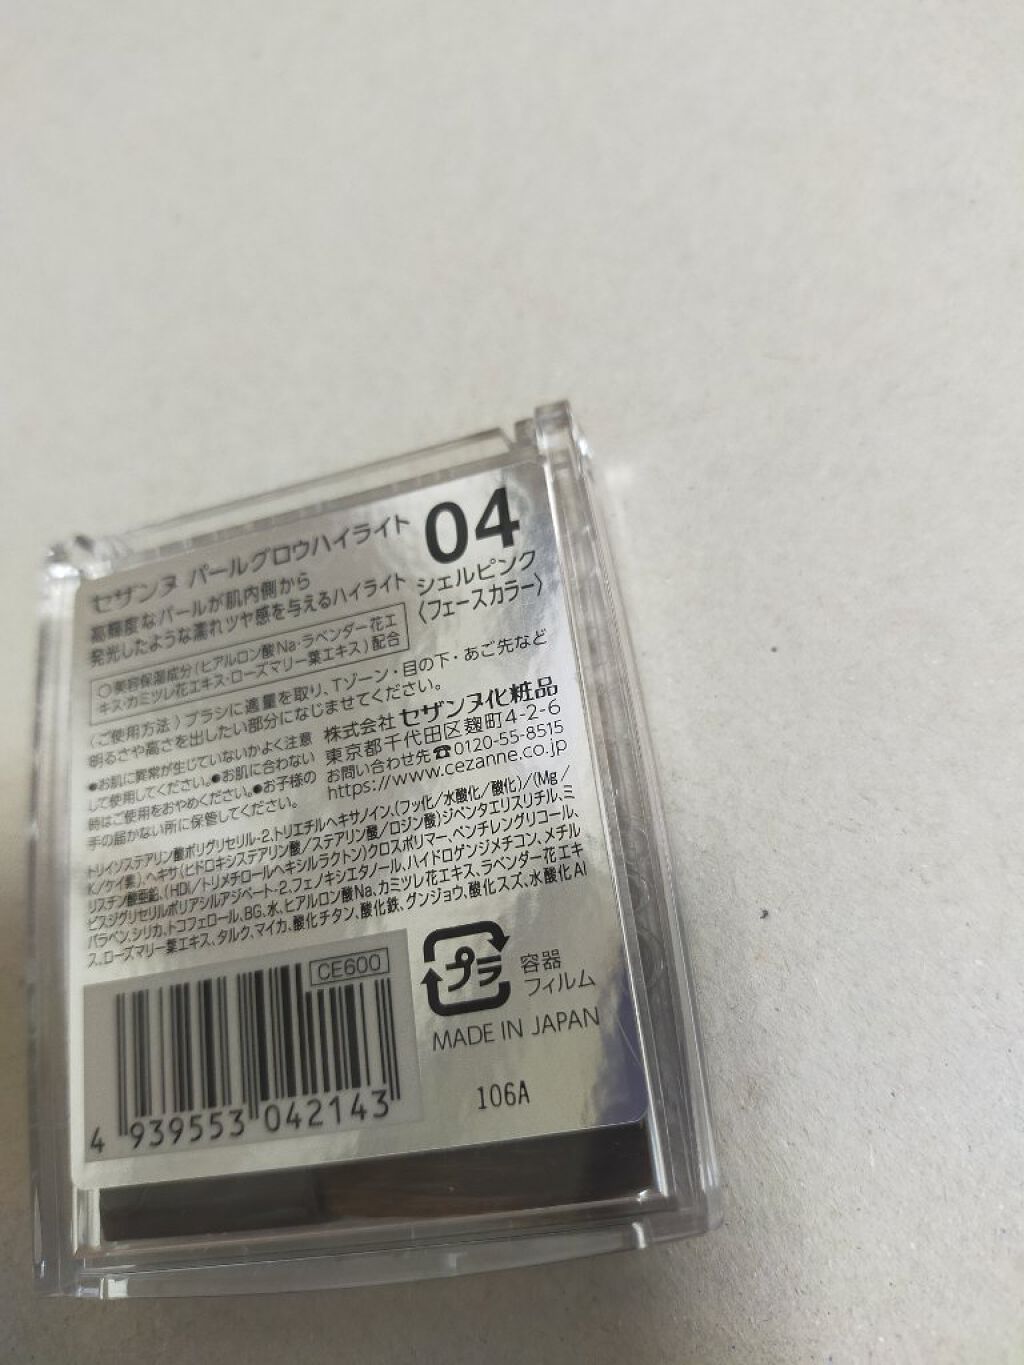 セザンヌ パールグロウハイライト
高輝度なパールが肌内側から
発光したような濡れツヤ感を与えるハイライト
04
シェルピンク
〈フェースカラー〉
○美容保湿成分(ヒアルロン酸Na・ラベンダー花エ
キス・カミツレ花エキス・ローズマリー葉エキス)配合
〈ご使用方法〉ブラシに適量を取り、Tゾーン・目の下・あご先など
明るさや高さを出したい部分になじませてください。
●お肌に異常が生じていないかよく注意
して使用してください。●お肌に合わない
時はご使用をおやめください。●お子様の
手の届かない所に保管してください。
株式会社 セザンヌ化粧品
東京都千代田区麹町4-2-6
お問い合わせ先☎0120-55-8515
https://www.cezanne.co.jp
トリイソステアリン酸ポリグリセリル-2、トリエチルヘキサノイン、(フッ化/水酸化/酸化)/(Mg/
K/ケイ素)、ヘキサ(ヒドロキシステアリン酸/ステアリン酸/ロジン酸)ジペンタエリスリチル、ミ
リスチン酸亜鉛、(HDI/トリメチロールヘキシルラクトン)クロスポリマー、ペンチレングリコール、
ビスジグリセリルポリアシルアジペート-2、フェノキシエタノール、ハイドロゲンジメチコン、メチル
パラベン、シリカ、トコフェロール、BG、水、ヒアルロン酸Na、カミツレ花エキス、ラベンダー花エキ
ス、ローズマリー葉エキス、タルク、マイカ、酸化チタン、酸化鉄、グンジョウ、酸化スズ、水酸化Al
CE600
4 939553 042143
プラ
容器
フィルム
MADE IN JAPAN
106A